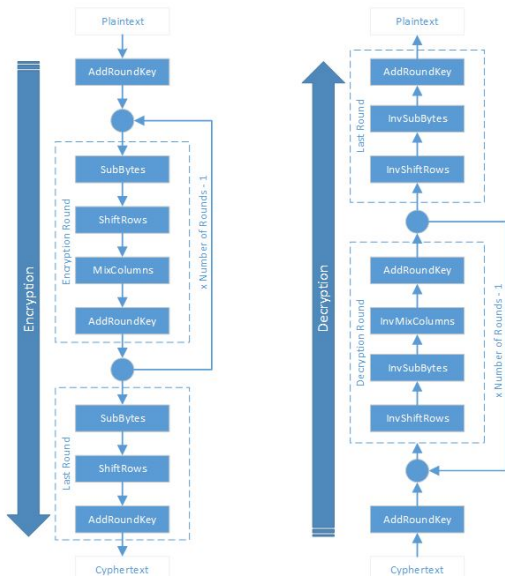 Plaintext
AddRoundKey
SubBytes
ShiftRows
MixColumns
AddRoundKey
Encryption Round
x Number of Rounds - 1
SubBytes
ShiftRows
AddRoundKey
Last Round
Cyphertext
Encryption
Plaintext
AddRoundKey
InvSubBytes
InvShiftRows
Last Round
AddRoundKey
InvMixColumns
InvSubBytes
InvShiftRows
Decryption Round
x Number of Rounds - 1
AddRoundKey
Cyphertext
Decryption